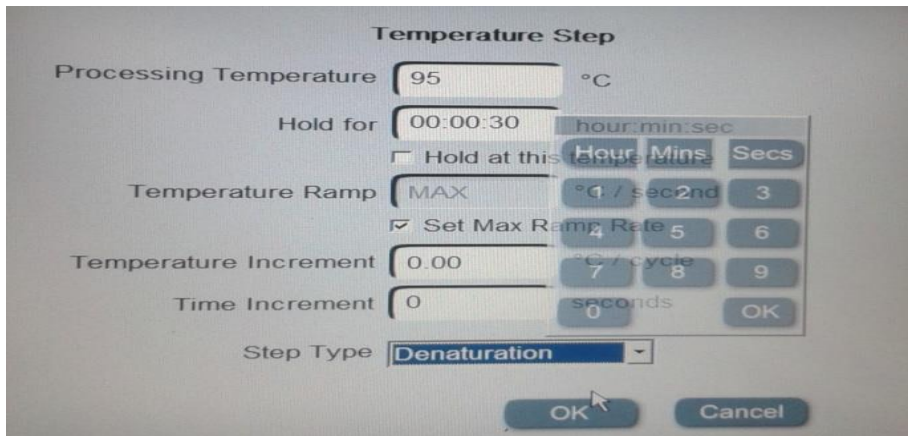 Temperature Step
Processing Temperature 95 °C
Hold for 00:00:30 hour:min:sec
Hold at this temperature
Hour Mins Secs
Temperature Ramp MAX °C / second
1 2 3
Set Max Ramp Rate
4 5 6
Temperature Increment 0.00 °C / cycle
7 8 9
Time Increment 0 seconds
0 OK
Step Type Denaturation
OK Cancel